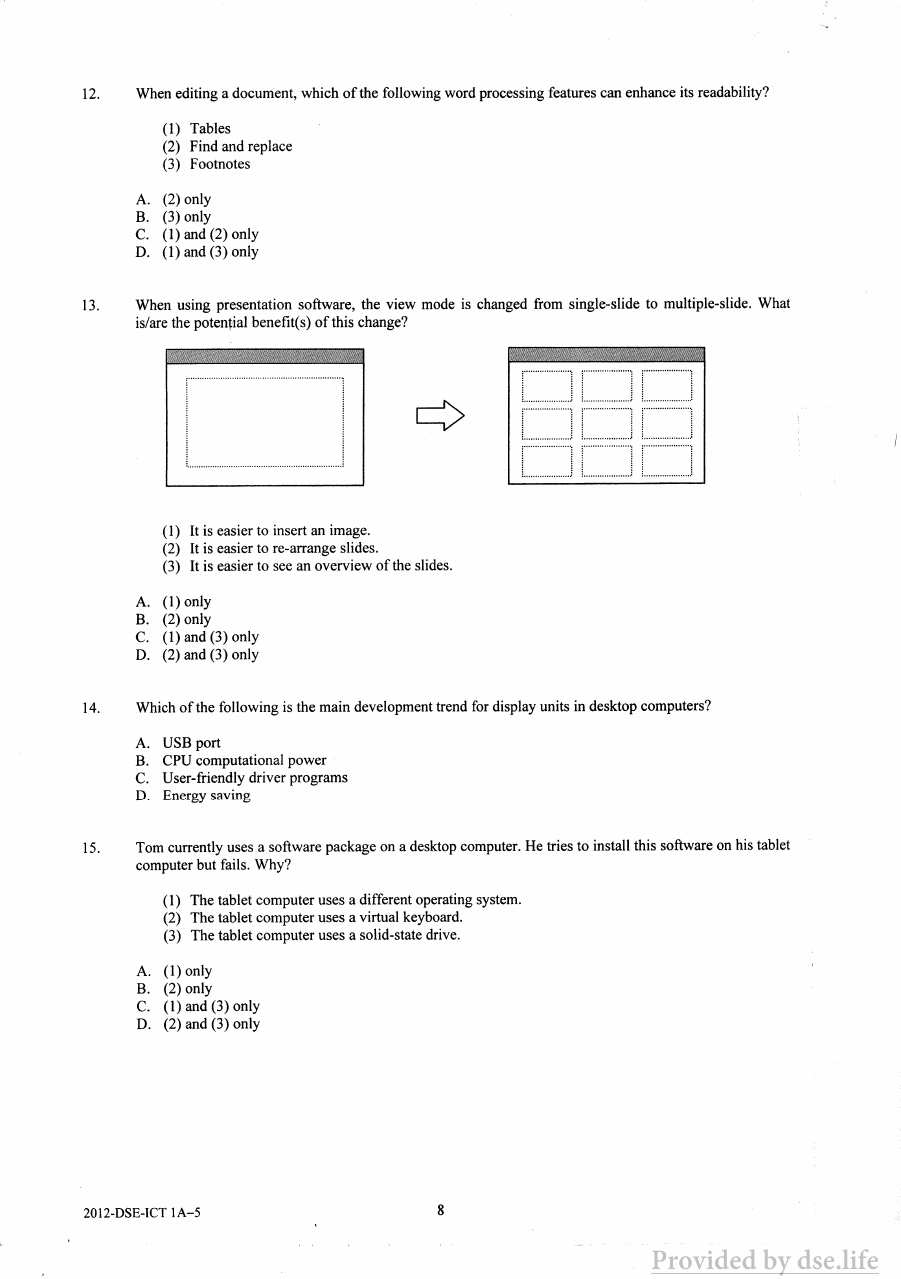 12. When editing a document, which of the following word processing features can enhance its readability?
(1) Tables
(2) Find and replace
(3) Footnotes
A. (2) only
B. (3) only
C. (1) and (2) only
D. (1) and (3) only
13. When using presentation software, the view mode is changed from single-slide to multiple-slide. What
is/are the potential benefit(s) of this change?
(1) It is easier to insert an image.
(2) It is easier to re-arrange slides.
(3) It is easier to see an overview of the slides.
A. (1) only
B. (2) only
C. (1) and (3) only
D. (2) and (3) only
14. Which of the following is the main development trend for display units in desktop computers?
A. USB port
B. CPU computational power
C. User-friendly driver programs
D. Energy saving
15. Tom currently uses a software package on a desktop computer. He tries to install this software on his tablet
computer but fails. Why?
(1) The tablet computer uses a different operating system.
(2) The tablet computer uses a virtual keyboard.
(3) The tablet computer uses a solid-state drive.
A. (1) only
B. (2) only
C. (1) and (3) only
D. (2) and (3) only
2012-DSE-ICT 1A–5
8
Provided by dse.life